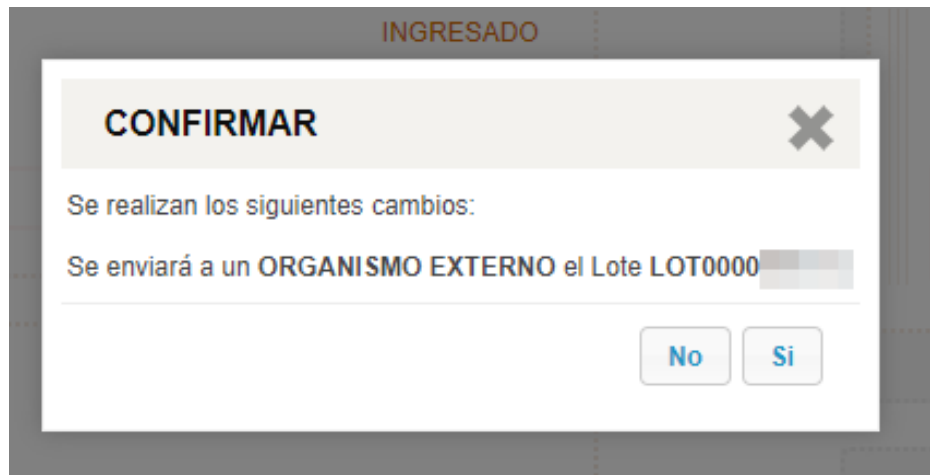 INGRESADO
CONFIRMAR
Se realizan los siguientes cambios:
Se enviará a un ORGANISMO EXTERNO el Lote LOT0000
No Si